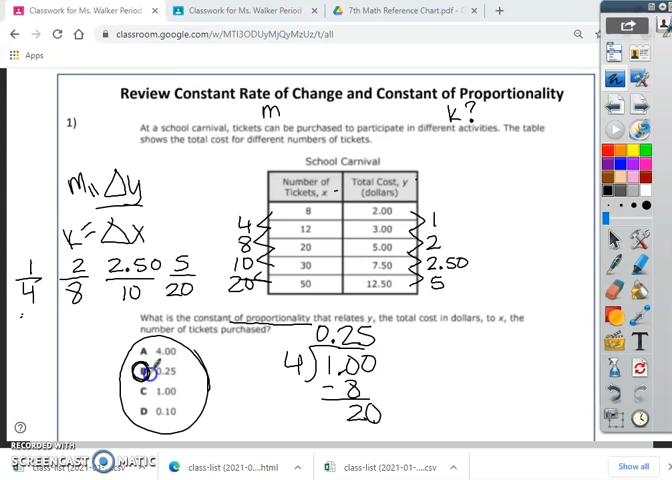 Classwork for Ms. Walker Period
Classwork for Ms. Walker Period
7th Math Reference Chart.pdf -
classroom.google.com/w/MTI3ODUyMjQyMzUz/t/all
Apps
Review Constant Rate of Change and Constant of Proportionality
m
k?
1)
At a school carnival, tickets can be purchased to participate in different activities. The table
shows the total cost for different numbers of tickets.
School Carnival
Number of Tickets, x Total Cost, y (dollars)
8 2.00
12 3.00
20 5.00
30 7.50
50 12.50
4
8
10
20
1
2
2.50
5
m = Δy
k = Δx
1/4 2/8 2.50/10 5/20
What is the constant of proportionality that relates y, the total cost in dollars, to x, the
number of tickets purchased?
A 4.00
B 0.25
C 1.00
D 0.10
0.25
4 1.00
- 8
20
RECORDED WITH
SCREENCAST MATIC
class-list (2021-0....csv
class-list (2021-0....html
class-list (2021-01-....csv
Show all